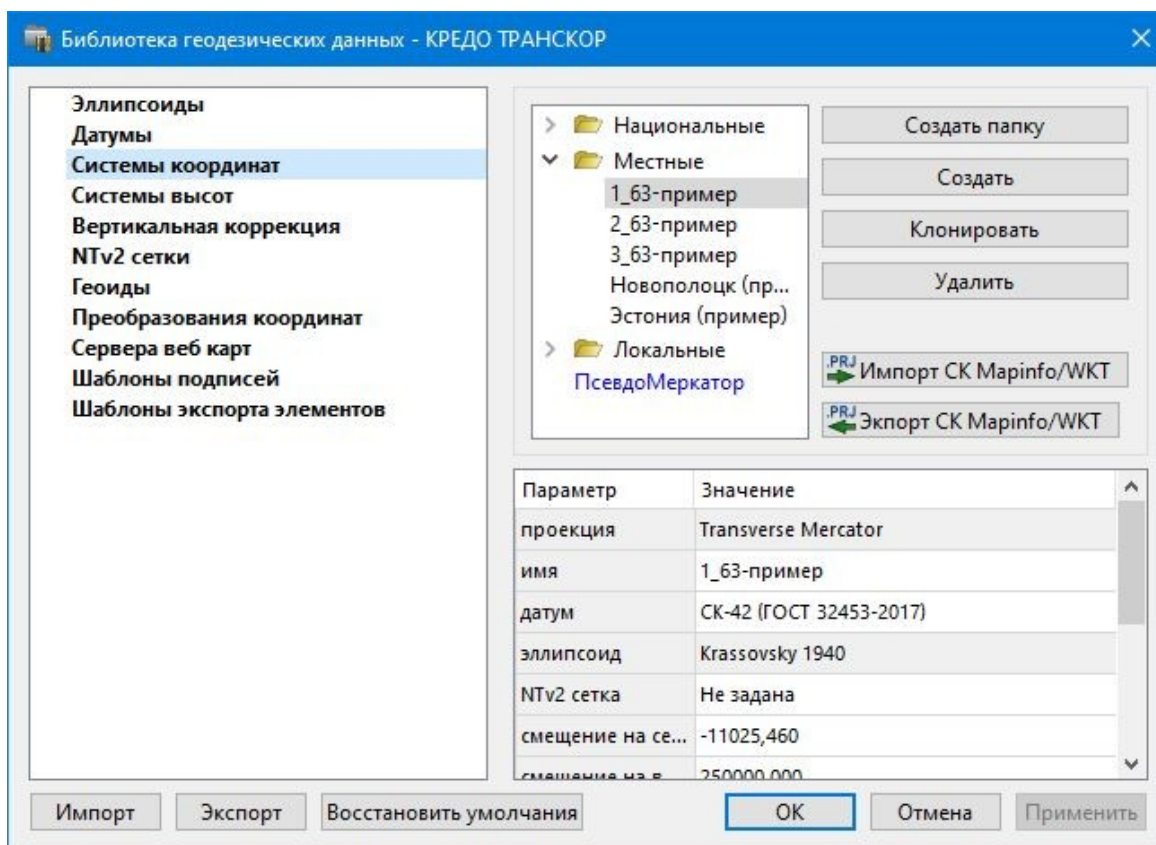 Библиотека геодезических данных - КРЕДО ТРАНСКОР
Эллипсоиды
Датумы
Системы координат
Системы высот
Вертикальная коррекция
NTv2 сетки
Геоиды
Преобразования координат
Сервера веб карт
Шаблоны подписей
Шаблоны экспорта элементов
Национальные
Местные
1_63-пример
2_63-пример
3_63-пример
Новополоцк (пр...
Эстония (пример)
Локальные
ПсевдоМеркатор
Создать папку
Создать
Клонировать
Удалить
.PRJ Импорт СК Mapinfo/WKT
.PRJ Экпорт СК Mapinfo/WKT
Параметр Значение
проекция Transverse Mercator
имя 1_63-пример
датум СК-42 (ГОСТ 32453-2017)
эллипсоид Krassovsky 1940
NTv2 сетка Не задана
смещение на се... -11025,460
смещение на в... 250000,000
Импорт Экспорт Восстановить умолчания ОК Отмена Применить